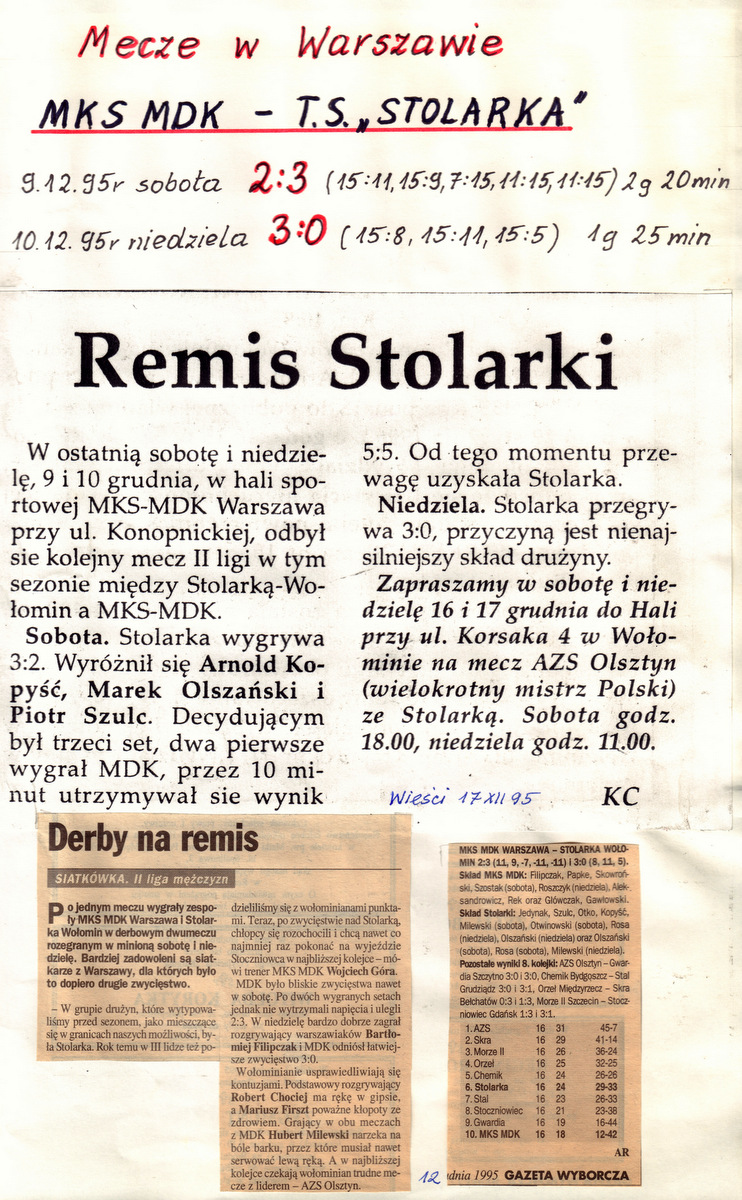 Mecze w Warszawie
MKS MDK – T.S. „STOLARKA"
9.12.95r sobota 2:3 (15:11, 15:9, 7:15, 11:15, 11:15) 2g 20min
10.12.95r niedziela 3:0 (15:8, 15:11, 15:5) 1g 25min
Remis Stolarki
W ostatnią sobotę i niedzie-
lę, 9 i 10 grudnia, w hali spo-
rtowej MKS-MDK Warszawa
przy ul. Konopnickiej, odbył
sie kolejny mecz II ligi w tym
sezonie między Stolarką-Wo-
łomin a MKS-MDK.
Sobota. Stolarka wygrywa
3:2. Wyróżnił się Arnold Ko-
pyść, Marek Olszański i
Piotr Szulc. Decydującym
był trzeci set, dwa pierwsze
wygrał MDK, przez 10 mi-
nut utrzymywał sie wynik
5:5. Od tego momentu prze-
wagę uzyskała Stolarka.
Niedziela. Stolarka przegry-
wa 3:0, przyczyną jest nienaj-
silniejszy skład drużyny.
Zapraszamy w sobotę i nie-
dzielę 16 i 17 grudnia do Hali
przy ul. Korsaka 4 w Woło-
minie na mecz AZS Olsztyn
(wielokrotny mistrz Polski)
ze Stolarką. Sobota godz.
18.00, niedziela godz. 11.00.
Wieści 17 XII 95 KC
Derby na remis
SIATKÓWKA. II liga mężczyzn
Po jednym meczu wygrały zespo-
ły MKS MDK Warszawa i Stolar-
ka Wołomin w derbowym dwumeczu
rozegranym w minioną sobotę i nie-
dzielę. Bardziej zadowoleni są siat-
karze z Warszawy, dla których było
to dopiero drugie zwycięstwo.
– W grupie drużyn, które wytypowa-
liśmy przed sezonem, jako mieszczące
się w granicach naszych możliwości, by-
ła Stolarka. Rok temu w III lidze też po-
dzieliliśmy się z wołominianami punkta-
mi. Teraz, po zwycięstwie nad Stolarką,
chłopcy się rozochocili i chcą nawet co
najmniej raz pokonać na wyjeździe
Stoczniowca w najbliższej kolejce – mó-
wi trener MKS MDK Wojciech Góra.
MDK było bliskie zwycięstwa nawet
w sobotę. Po dwóch wygranych setach
jednak nie wytrzymali napięcia i ulegli
2:3. W niedzielę bardzo dobrze zagrał
rozgrywający warszawiaków Bartło-
miej Filipczak i MDK odniósł łatwiej-
sze zwycięstwo 3:0.
Wołominianie usprawiedliwiają się
kontuzjami. Podstawowy rozgrywający
Robert Chociej ma rękę w gipsie,
a Mariusz Firszt poważne kłopoty ze
zdrowiem. Grający w obu meczach
z MDK Hubert Milewski narzeka na
bóle barku, przez które musiał nawet
serwować lewą ręką. A w najbliższej
kolejce czekają wołominian trudne me-
cze z liderem – AZS Olsztyn.
MKS MDK WARSZAWA – STOLARKA WOŁO-
MIN 2:3 (11, 9, -7, -11, -11) i 3:0 (8, 11, 5).
Skład MKS MDK: Filipczak, Papke, Skowroń-
ski, Szostak (sobota), Roszczyk (niedziela), Alek-
sandrowicz, Rek oraz Główczak, Gawłowski.
Skład Stolarki: Jedynak, Szulc, Otko, Kopyść,
Milewski (sobota), Otwinowski (sobota), Rosa
(niedziela), Olszański (niedziela) oraz Olszański
(sobota), Rosa (sobota), Milewski (niedziela).
Pozostałe wyniki 8. kolejki: AZS Olsztyn – Gwar-
dia Szczytno 3:0 i 3:0, Chemik Bydgoszcz – Stal
Grudziądz 3:0 i 3:1, Orzeł Międzyrzecz – Skra
Bełchatów 0:3 i 1:3, Morze II Szczecin – Stocz-
niowiec Gdańsk 1:3 i 3:1.
1. AZS 16 31 45-7
2. Skra 16 29 41-14
3. Morze II 16 26 36-24
4. Orzeł 16 25 32-25
5. Chemik 16 24 26-26
6. Stolarka 16 24 29-33
7. Stal 16 23 26-33
8. Stoczniowiec 16 21 23-38
9. Gwardia 16 19 16-44
10. MKS MDK 16 18 12-42
AR
12 udnia 1995 GAZETA WYBORCZA